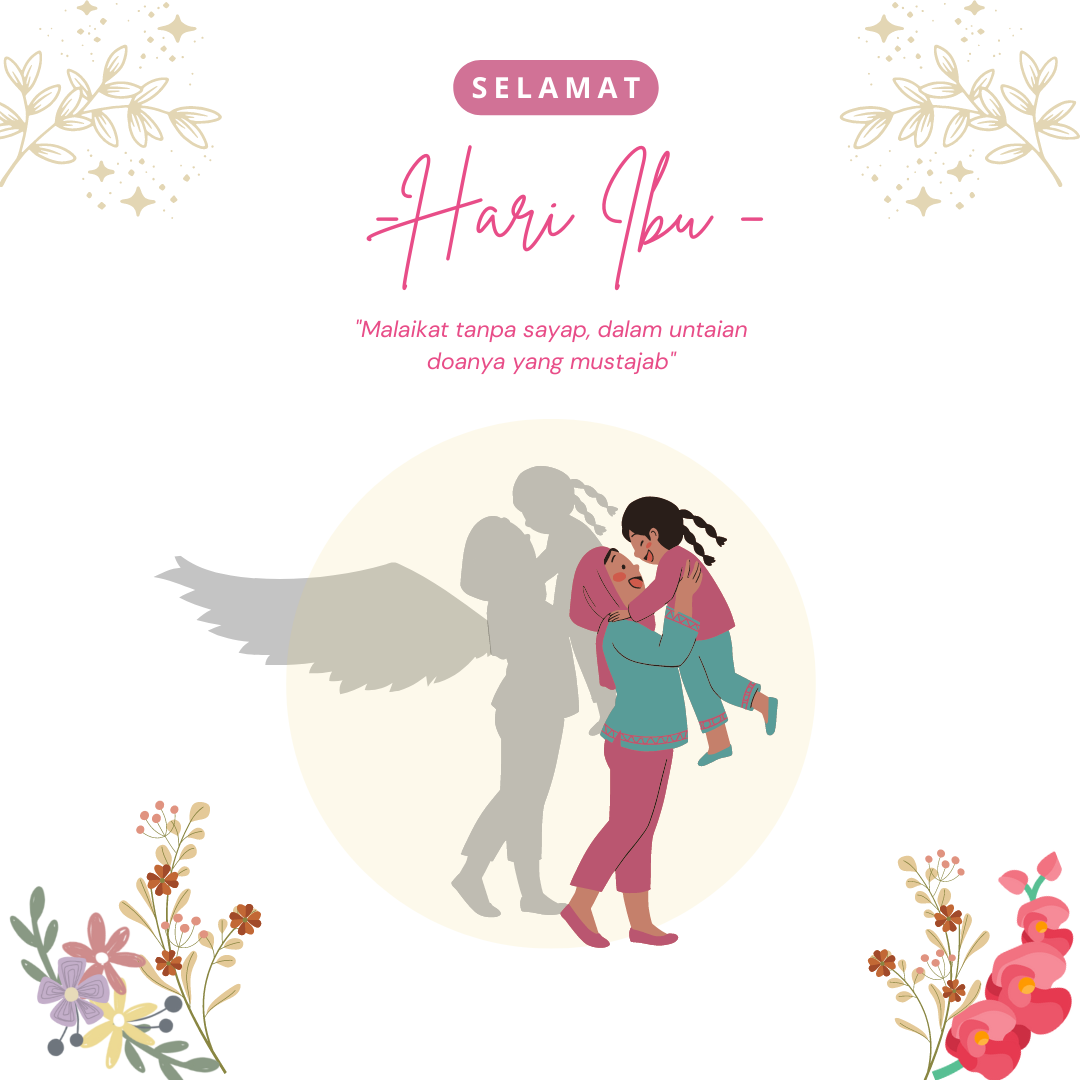 SELAMAT
-Hari Ibu -
"Malaikat tanpa sayap, dalam untaian
doanya yang mustajab"